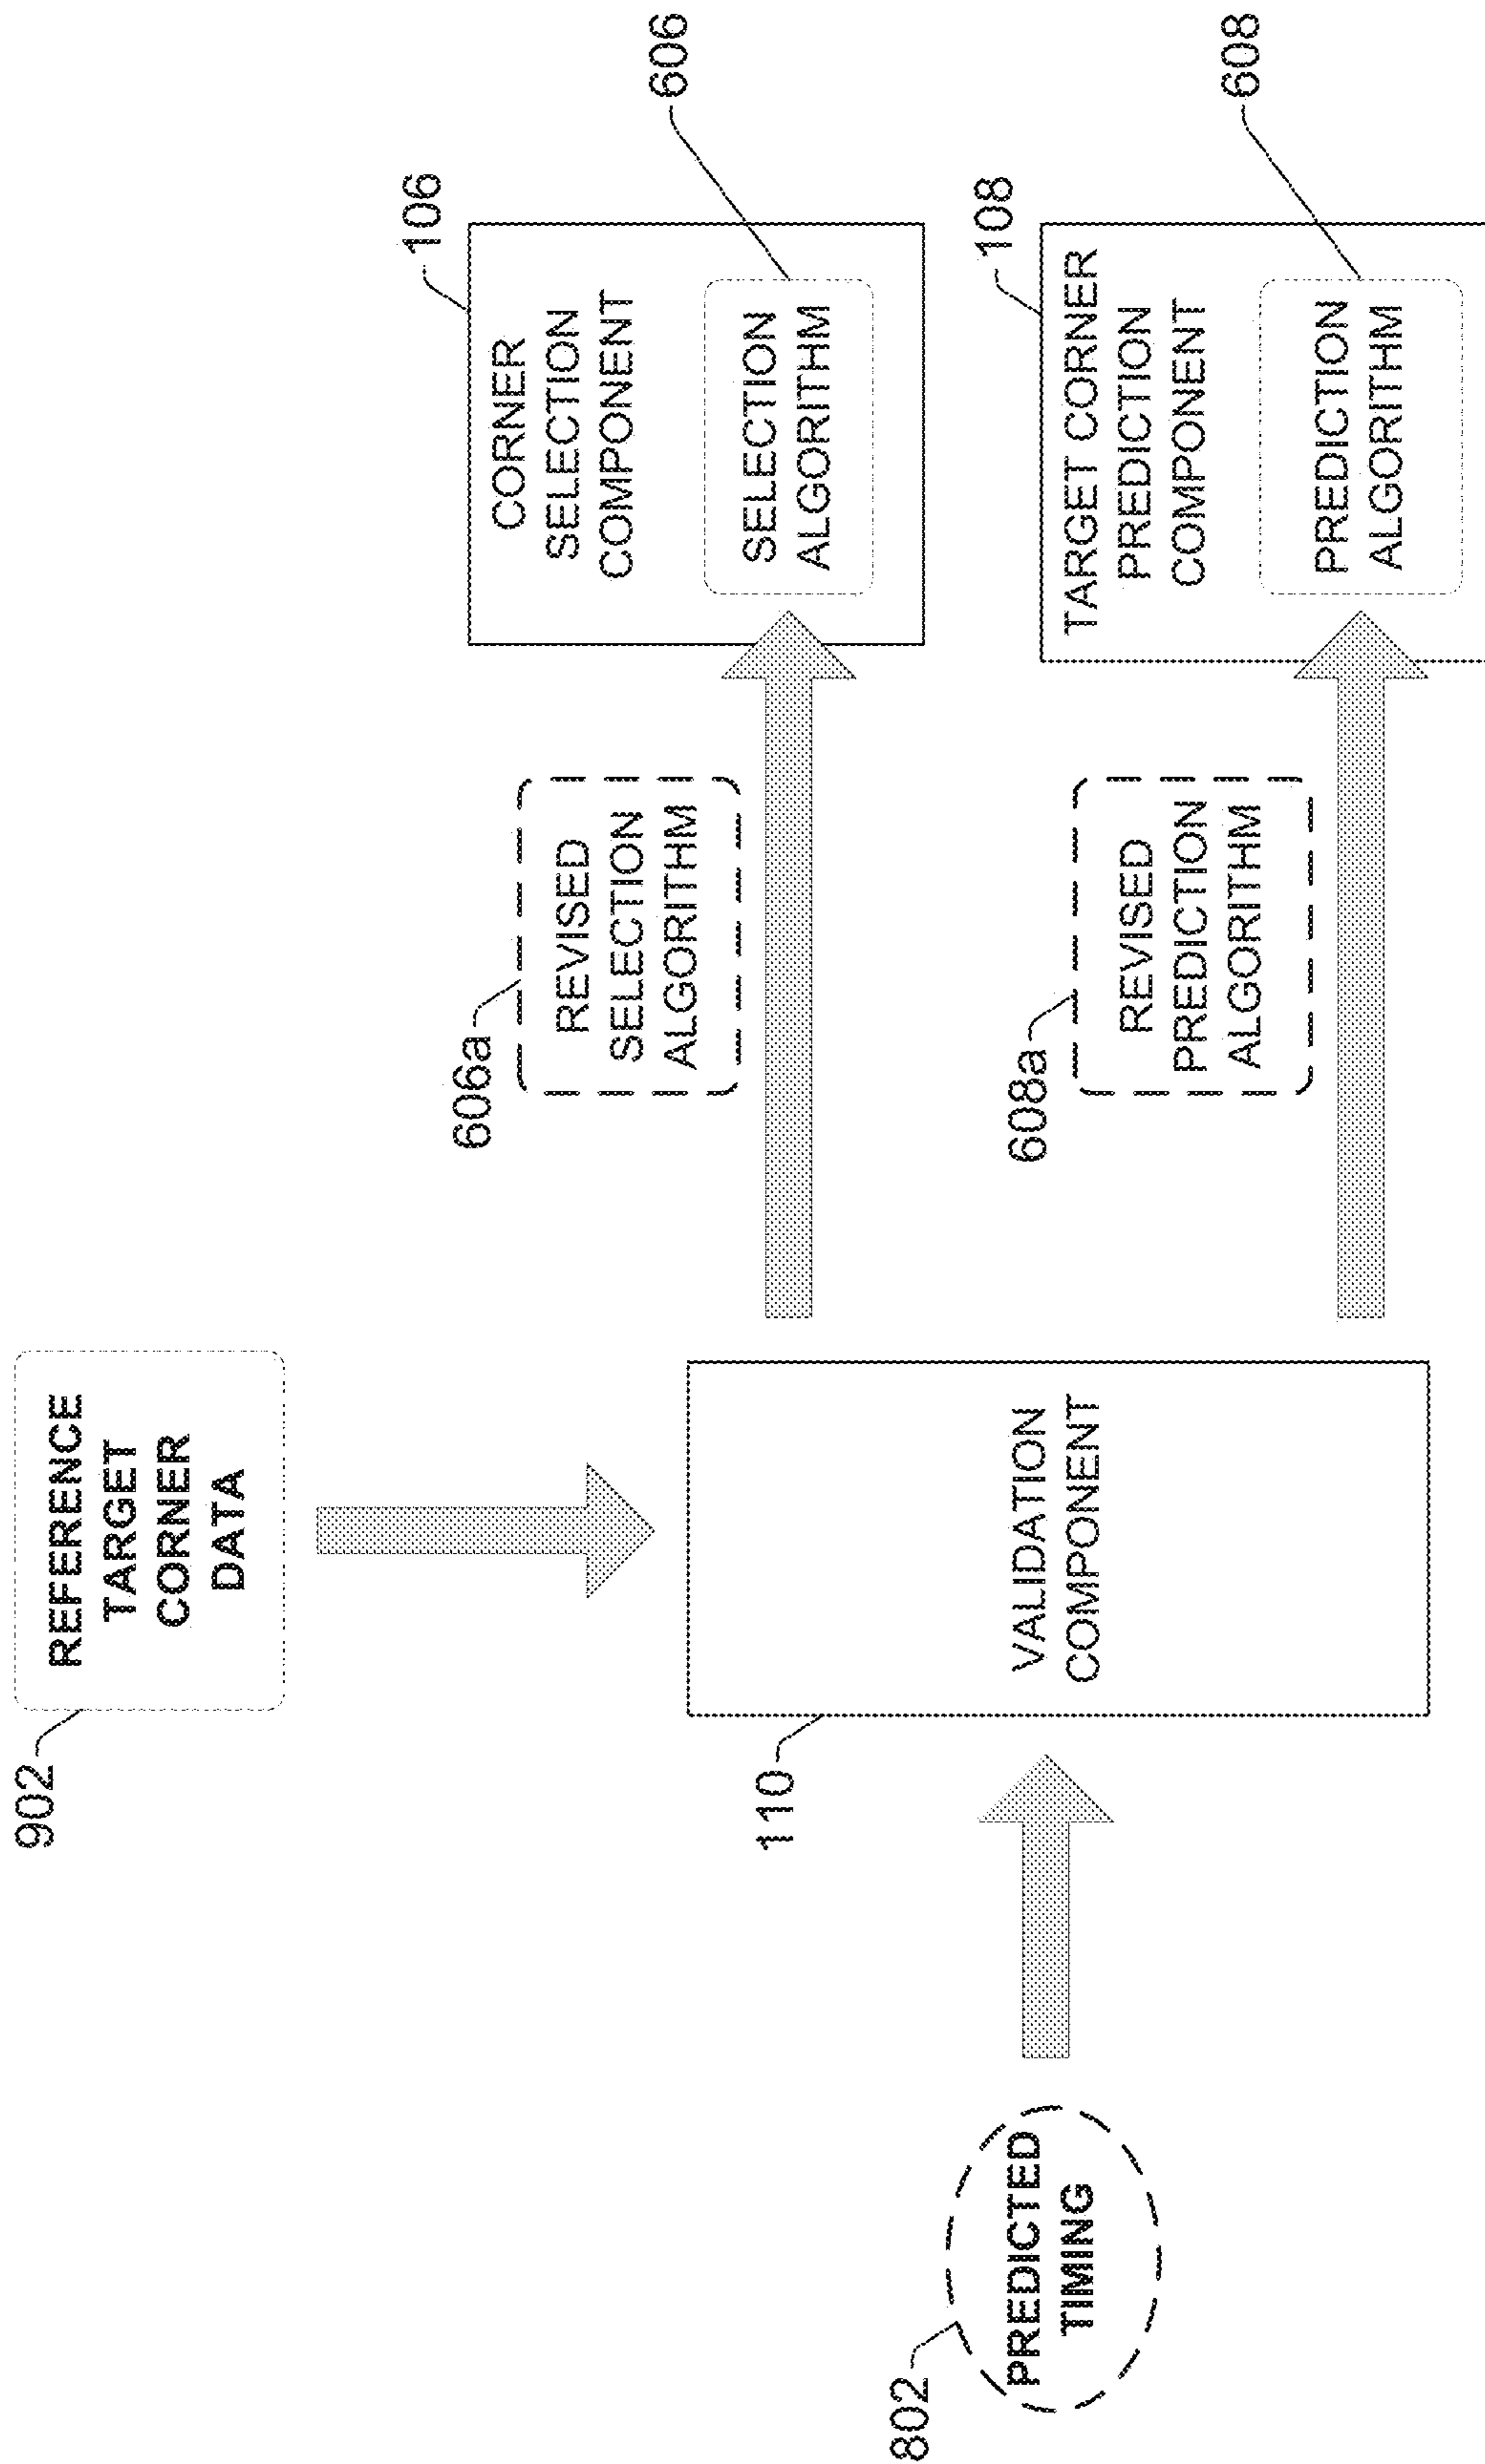 902
REFERENCE
TARGET
CORNER
DATA
802
PREDICTED
TIMING
110
VALIDATION
COMPONENT
606a
REVISED
SELECTION
ALGORITHM
608a
REVISED
PREDICTION
ALGORITHM
106
CORNER
SELECTION
COMPONENT
SELECTION
ALGORITHM
606
108
TARGET CORNER
PREDICTION
COMPONENT
PREDICTION
ALGORITHM
608